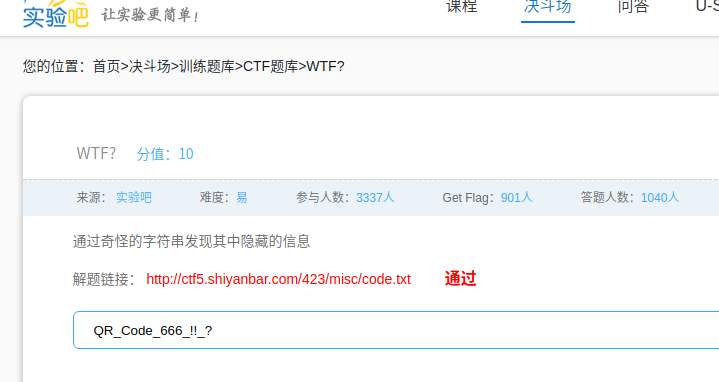 课程 决斗场 问答 U-S
实验吧 让实验更简单！
您的位置：首页>决斗场>训练题库>CTF题库>WTF?
WTF? 分值：10
来源： 实验吧 难度：易 参与人数：3337人 Get Flag：901人 答题人数：1040人
通过奇怪的字符串发现其中隐藏的信息
解题链接： http://ctf5.shiyanbar.com/423/misc/code.txt 通过
QR_Code_666_!!_?